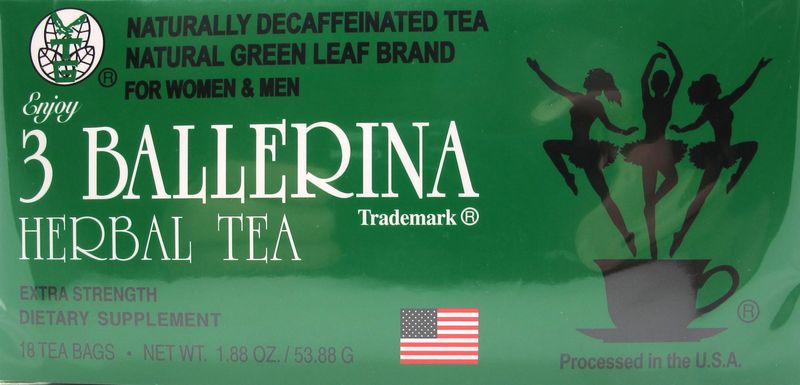 NATURALLY DECAFFEINATED TEA
NATURAL GREEN LEAF BRAND
®
FOR WOMEN & MEN
Enjoy
3 BALLERINA
Trademark ®
HERBAL TEA
EXTRA STRENGTH
DIETARY SUPPLEMENT
18 TEA BAGS • NET WT. 1.88 OZ. / 53.88 G
®
Processed in the U.S.A.